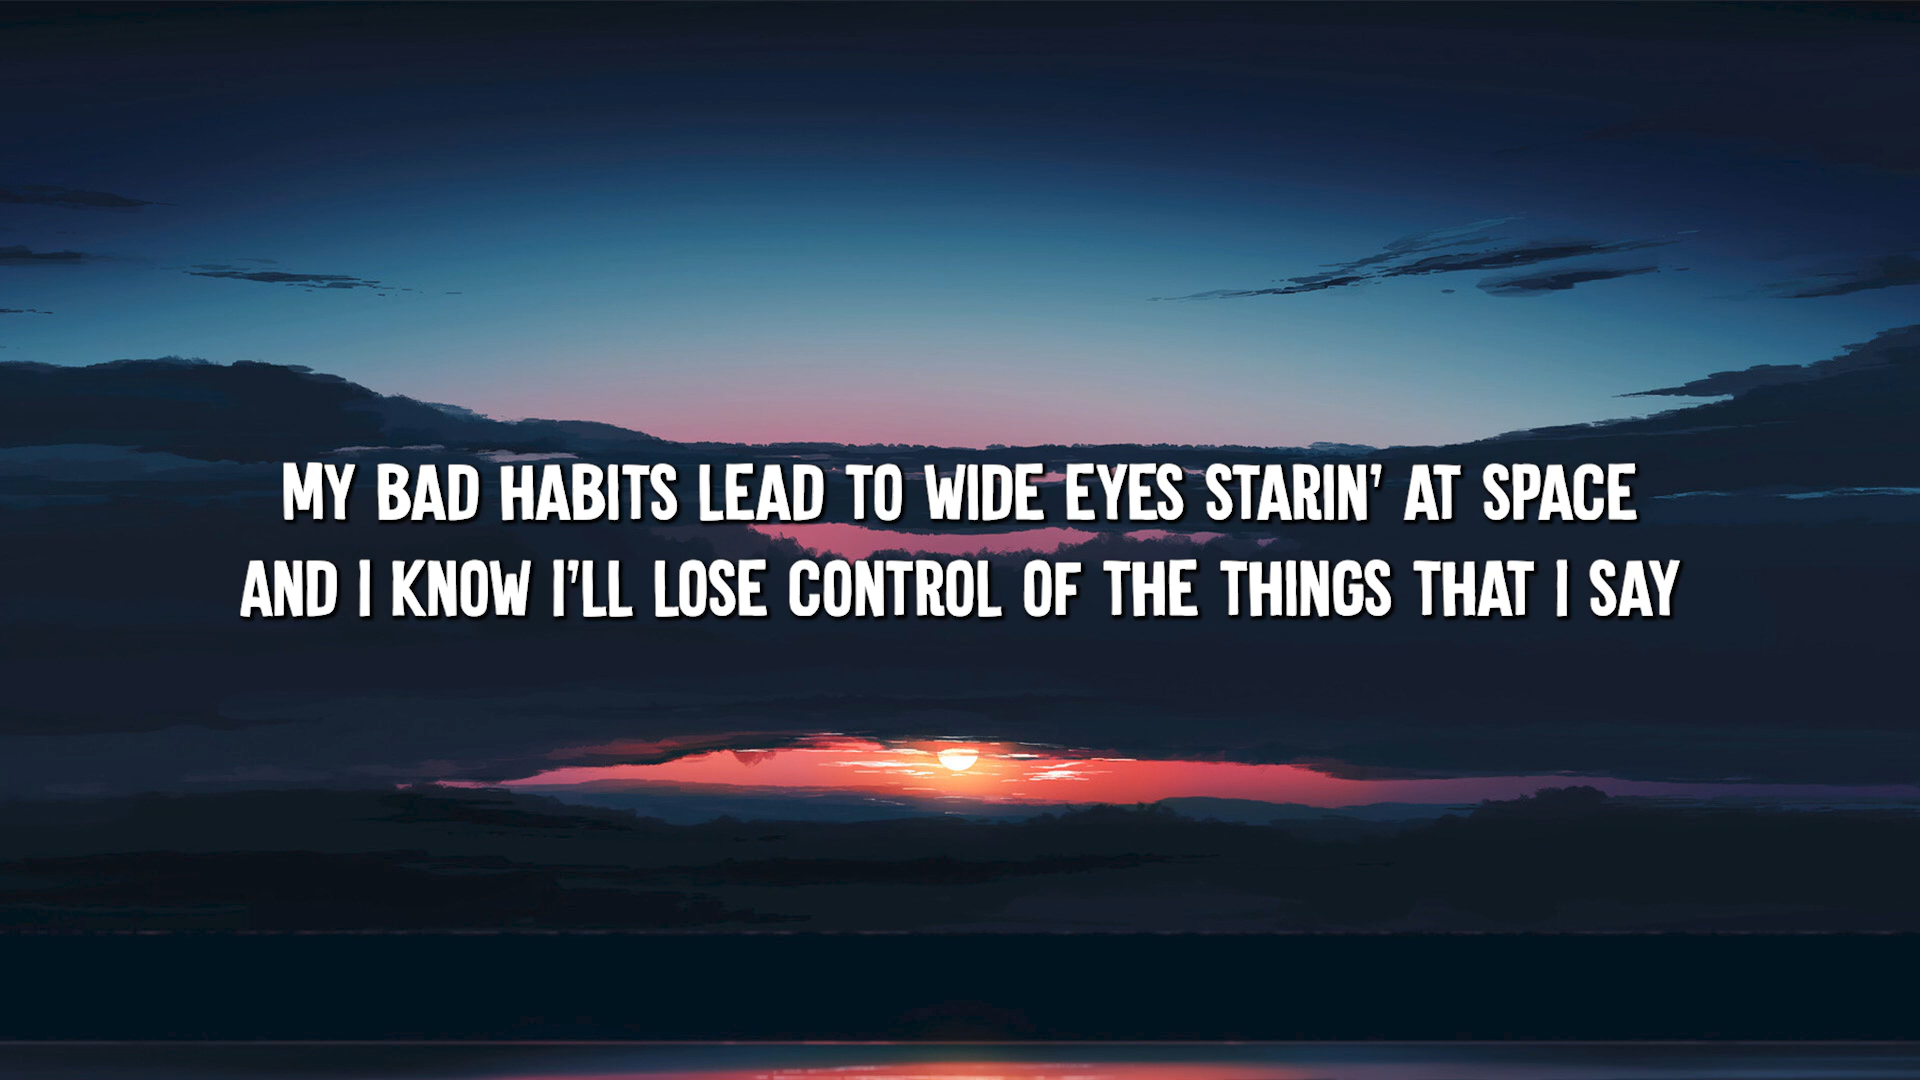 MY BAD HABITS LEAD TO WIDE EYES STARIN' AT SPACE
AND I KNOW I'LL LOSE CONTROL OF THE THINGS THAT I SAY